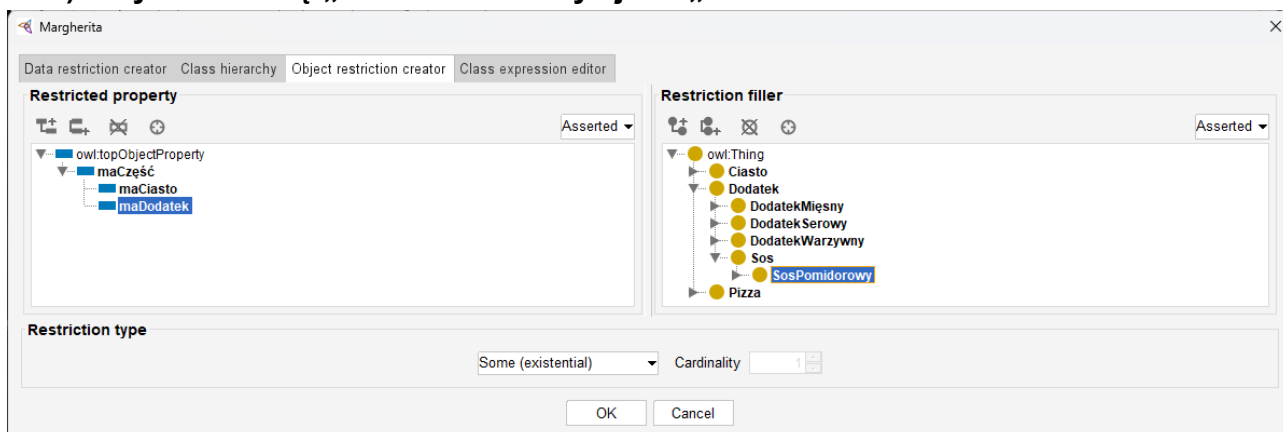 Margherita
Data restriction creator Class hierarchy Object restriction creator Class expression editor
Restricted property
Asserted
owl:topObjectProperty
maCzęść
maCiasto
maDodatek
Restriction filler
Asserted
owl:Thing
Ciasto
Dodatek
DodatekMięsny
DodatekSerowy
DodatekWarzywny
Sos
SosPomidorowy
Pizza
Restriction type
Some (existential) Cardinality 1
OK Cancel